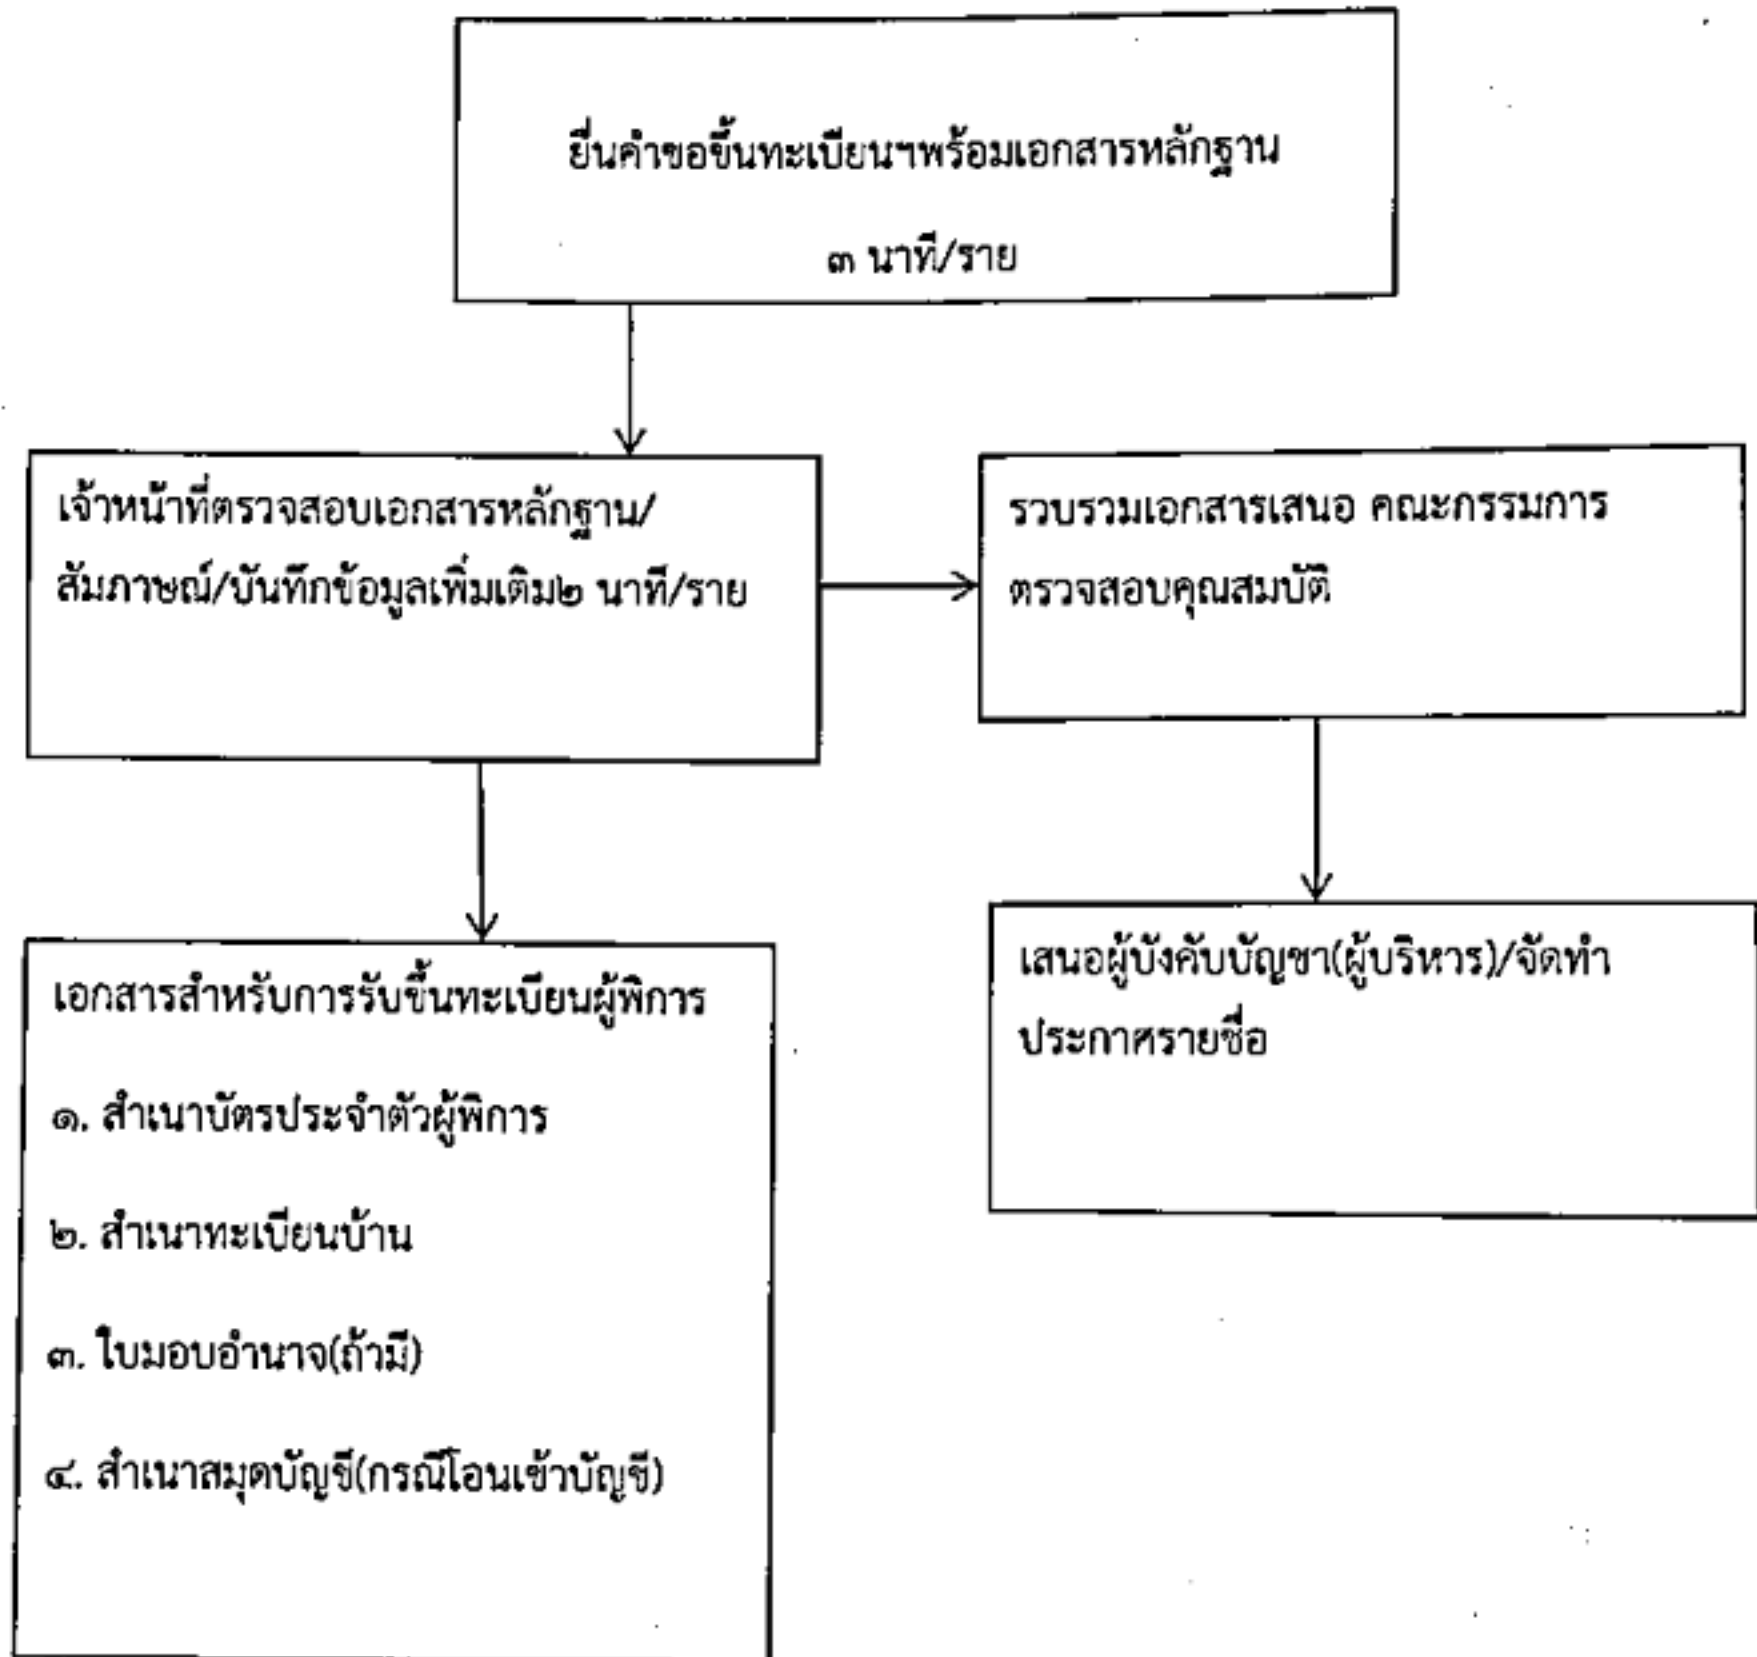 ยื่นคำขอขึ้นทะเบียนฯพร้อมเอกสารหลักฐาน
๓ นาที/ราย
เจ้าหน้าที่ตรวจสอบเอกสารหลักฐาน/
สัมภาษณ์/บันทึกข้อมูลเพิ่มเติม๒ นาที/ราย
รวบรวมเอกสารเสนอ คณะกรรมการ
ตรวจสอบคุณสมบัติ
เสนอผู้บังคับบัญชา(ผู้บริหาร)/จัดทำ
ประกาศรายชื่อ
เอกสารสำหรับการรับขึ้นทะเบียนผู้พิการ
๑. สำเนาบัตรประจำตัวผู้พิการ
๒. สำเนาทะเบียนบ้าน
๓. ใบมอบอำนาจ(ถ้ามี)
๔. สำเนาสมุดบัญชี(กรณีโอนเข้าบัญชี)